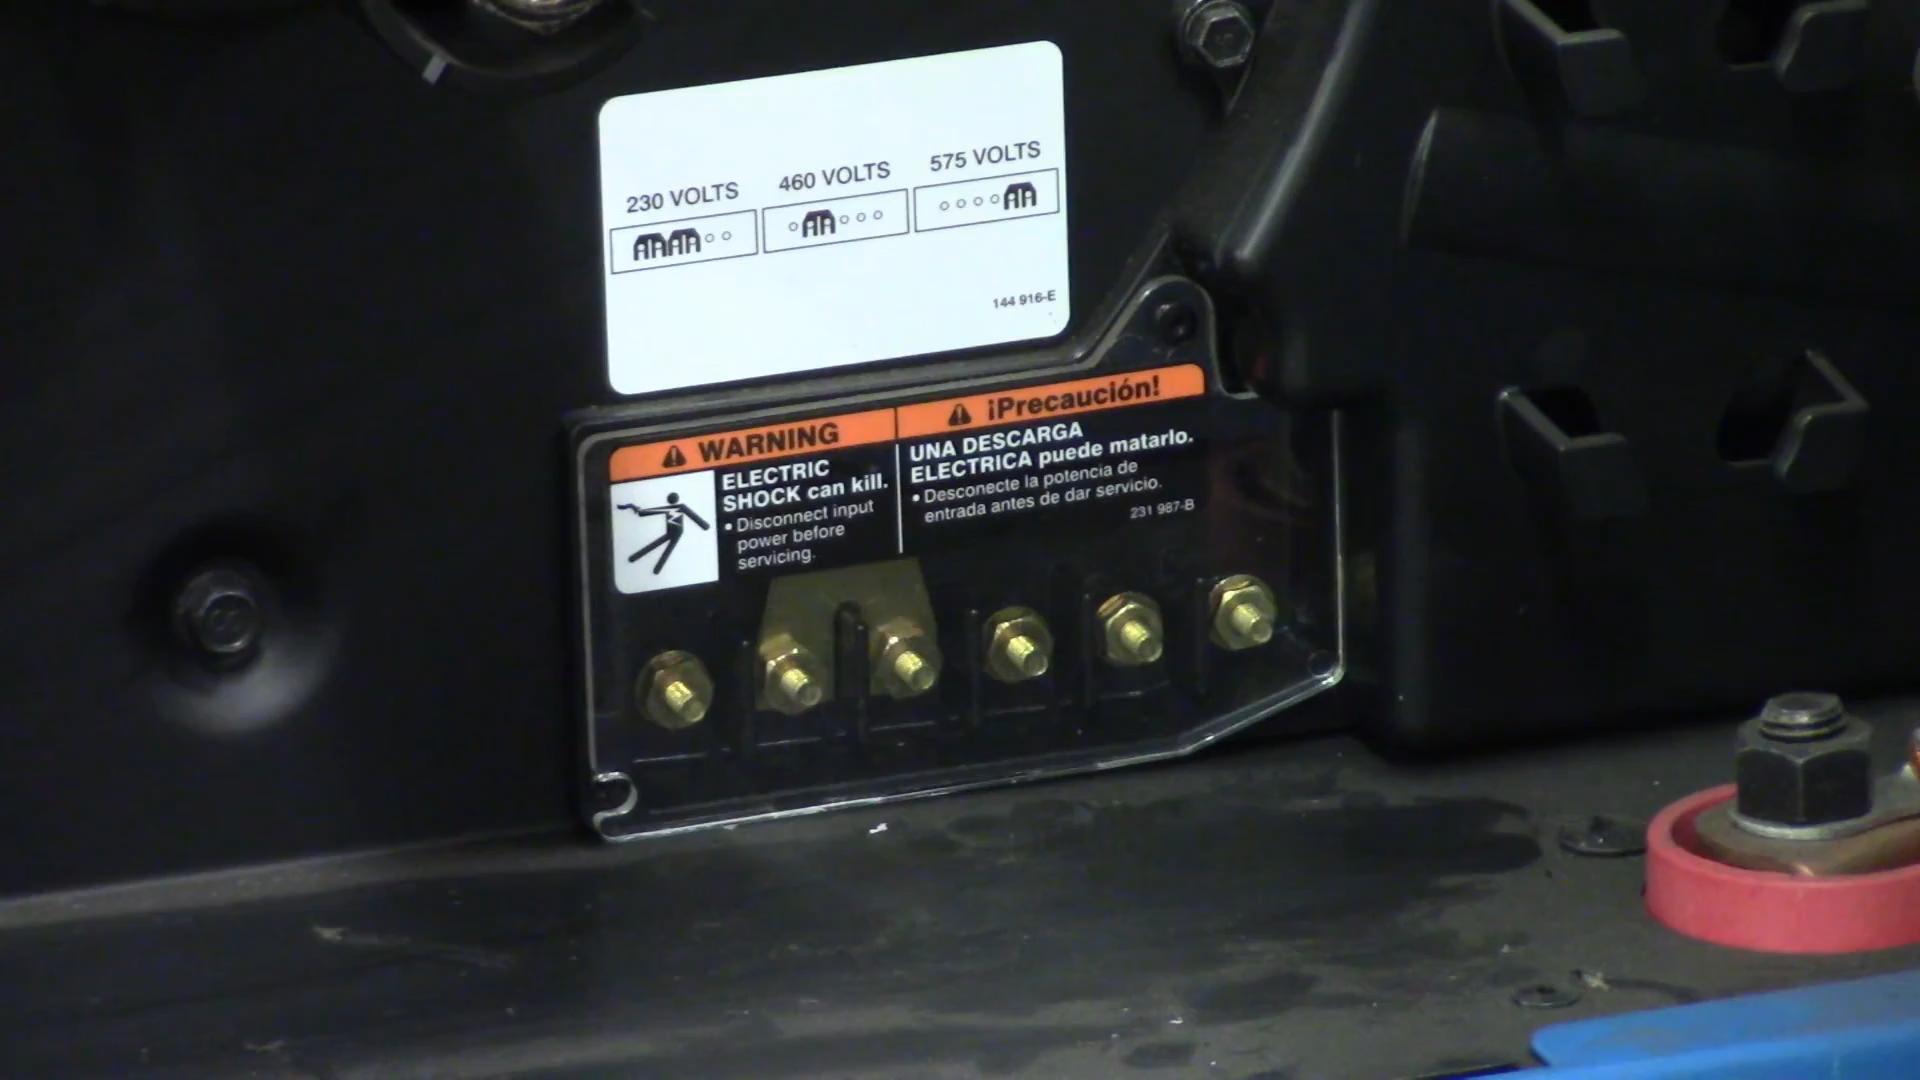 230 VOLTS
460 VOLTS
575 VOLTS
144 916-E
WARNING
ELECTRIC
SHOCK can kill.
• Disconnect input
power before
servicing.
¡Precaución!
UNA DESCARGA
ELECTRICA puede matarlo.
• Desconecte la potencia de
entrada antes de dar servicio.
231 987-B